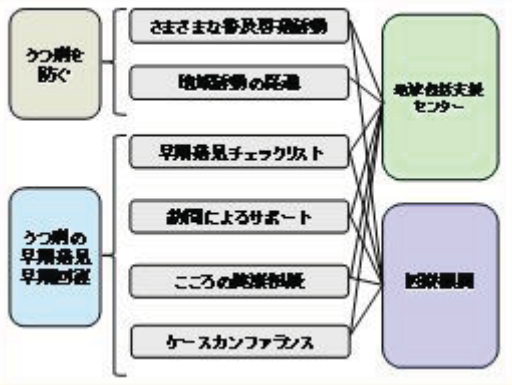 うつ病を
防ぐ
さまざまな普及啓発活動
地域活動の促進
地域包括支援
センター
早期発見チェックリスト
訪問によるサポート
うつ病の
早期発見
早期回復
こころの健康相談
医療機関
ケースカンファランス